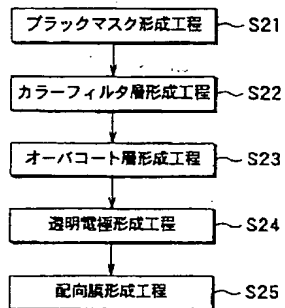 ブラックマスク形成工程 S21
カラーフィルタ層形成工程 S22
オーバコート層形成工程 S23
透明電極形成工程 S24
配向膜形成工程 S25